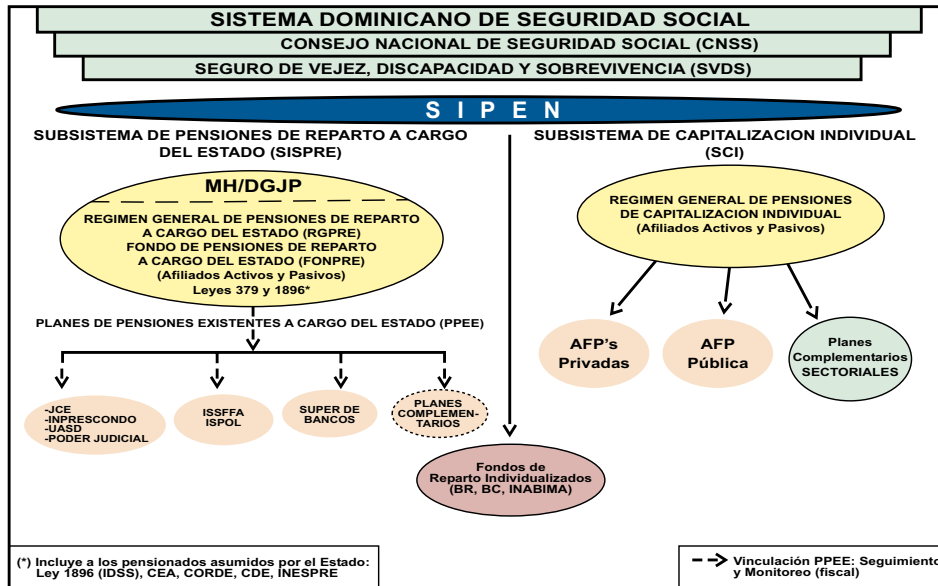 SISTEMA DOMINICANO DE SEGURIDAD SOCIAL
CONSEJO NACIONAL DE SEGURIDAD SOCIAL (CNSS)
SEGURO DE VEJEZ, DISCAPACIDAD Y SOBREVIVENCIA (SVDS)
S I P E N
SUBSISTEMA DE PENSIONES DE REPARTO A CARGO
DEL ESTADO (SISPRE)
MH/DGJP
REGIMEN GENERAL DE PENSIONES DE REPARTO
A CARGO DEL ESTADO (RGPRE)
FONDO DE PENSIONES DE REPARTO
A CARGO DEL ESTADO (FONPRE)
(Afiliados Activos y Pasivos)
Leyes 379 y 1896*
PLANES DE PENSIONES EXISTENTES A CARGO DEL ESTADO (PPEE)
-JCE
-INPRESCONDO
-UASD
-PODER JUDICIAL
ISSFFA
ISPOL
SUPER DE
BANCOS
PLANES
COMPLEMEN-
TARIOS
Fondos de
Reparto Individualizados
(BR, BC, INABIMA)
SUBSISTEMA DE CAPITALIZACION INDIVIDUAL
(SCI)
REGIMEN GENERAL DE PENSIONES
DE CAPITALIZACION INDIVIDUAL
(Afiliados Activos y Pasivos)
AFP's
Privadas
AFP
Pública
Planes
Complementarios
SECTORIALES
(*) Incluye a los pensionados asumidos por el Estado:
Ley 1896 (IDSS), CEA, CORDE, CDE, INESPRE
Vinculación PPEE: Seguimiento
y Monitoreo (fiscal)